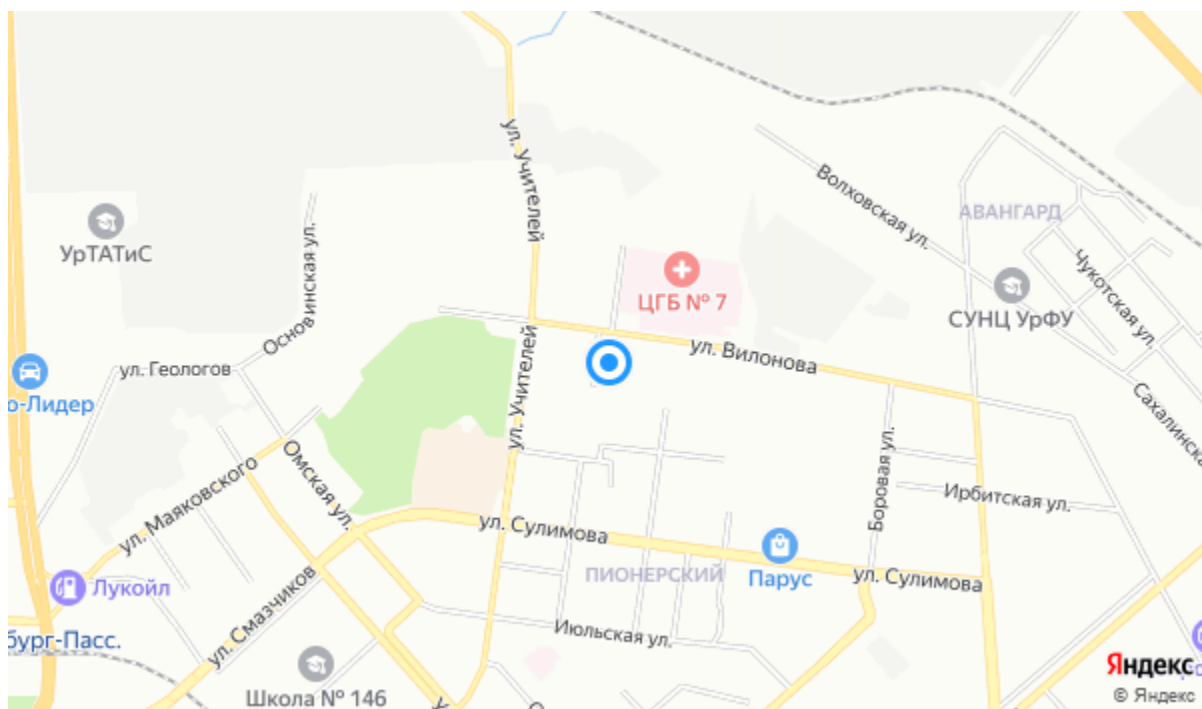 ул. Учителей
Волховская ул.
АВАНГАРД
УрТАТиС
Основинская ул.
ЦГБ № 7
Чукотская ул.
СУНЦ УрФУ
ул. Геологов
ул. Учителей
ул. Вилонова
о-Лидер
Сахалинская
ул. Маяковского
Омская ул.
Боровая ул.
Ирбитская ул.
ул. Сулимова
Парус
ул. Сулимова
ПИОНЕРСКИЙ
Лукойл
ул. Смазчиков
Июльская ул.
бург-Пасс.
Школа № 146
Яндекс
© Яндекс